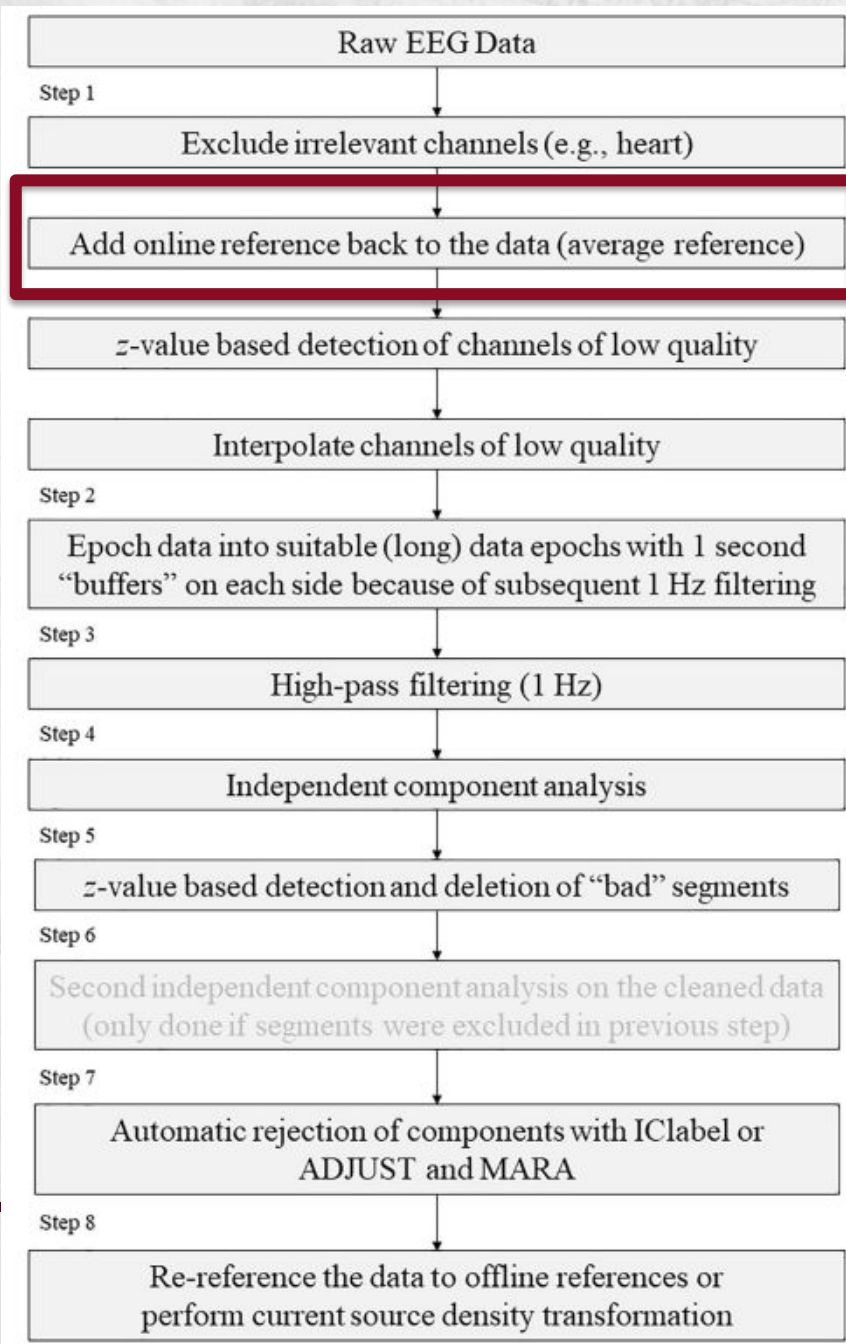 Raw EEG Data
Step 1
Exclude irrelevant channels (e.g., heart)
Add online reference back to the data (average reference)
z-value based detection of channels of low quality
Interpolate channels of low quality
Step 2
Epoch data into suitable (long) data epochs with 1 second
“buffers” on each side because of subsequent 1 Hz filtering
Step 3
High-pass filtering (1 Hz)
Step 4
Independent component analysis
Step 5
z-value based detection and deletion of “bad” segments
Step 6
Second independent component analysis on the cleaned data
(only done if segments were excluded in previous step)
Step 7
Automatic rejection of components with IClabel or
ADJUST and MARA
Step 8
Re-reference the data to offline references or
perform current source density transformation